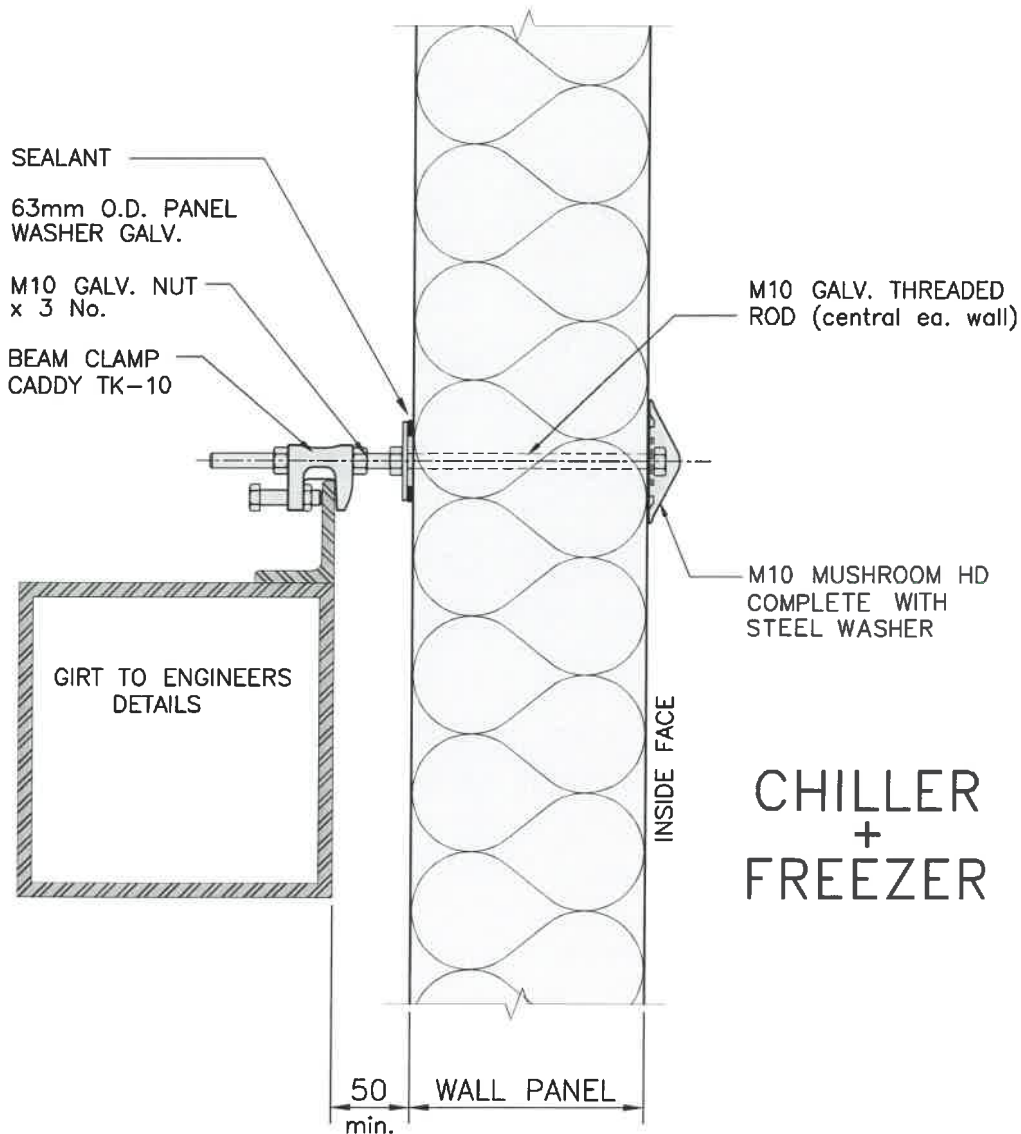 SEALANT
63mm O.D. PANEL
WASHER GALV.
M10 GALV. NUT
x 3 No.
BEAM CLAMP
CADDY TK-10
M10 GALV. THREADED
ROD (central ea. wall)
M10 MUSHROOM HD
COMPLETE WITH
STEEL WASHER
GIRT TO ENGINEERS
DETAILS
INSIDE FACE
CHILLER
+
FREEZER
50
min.
WALL PANEL